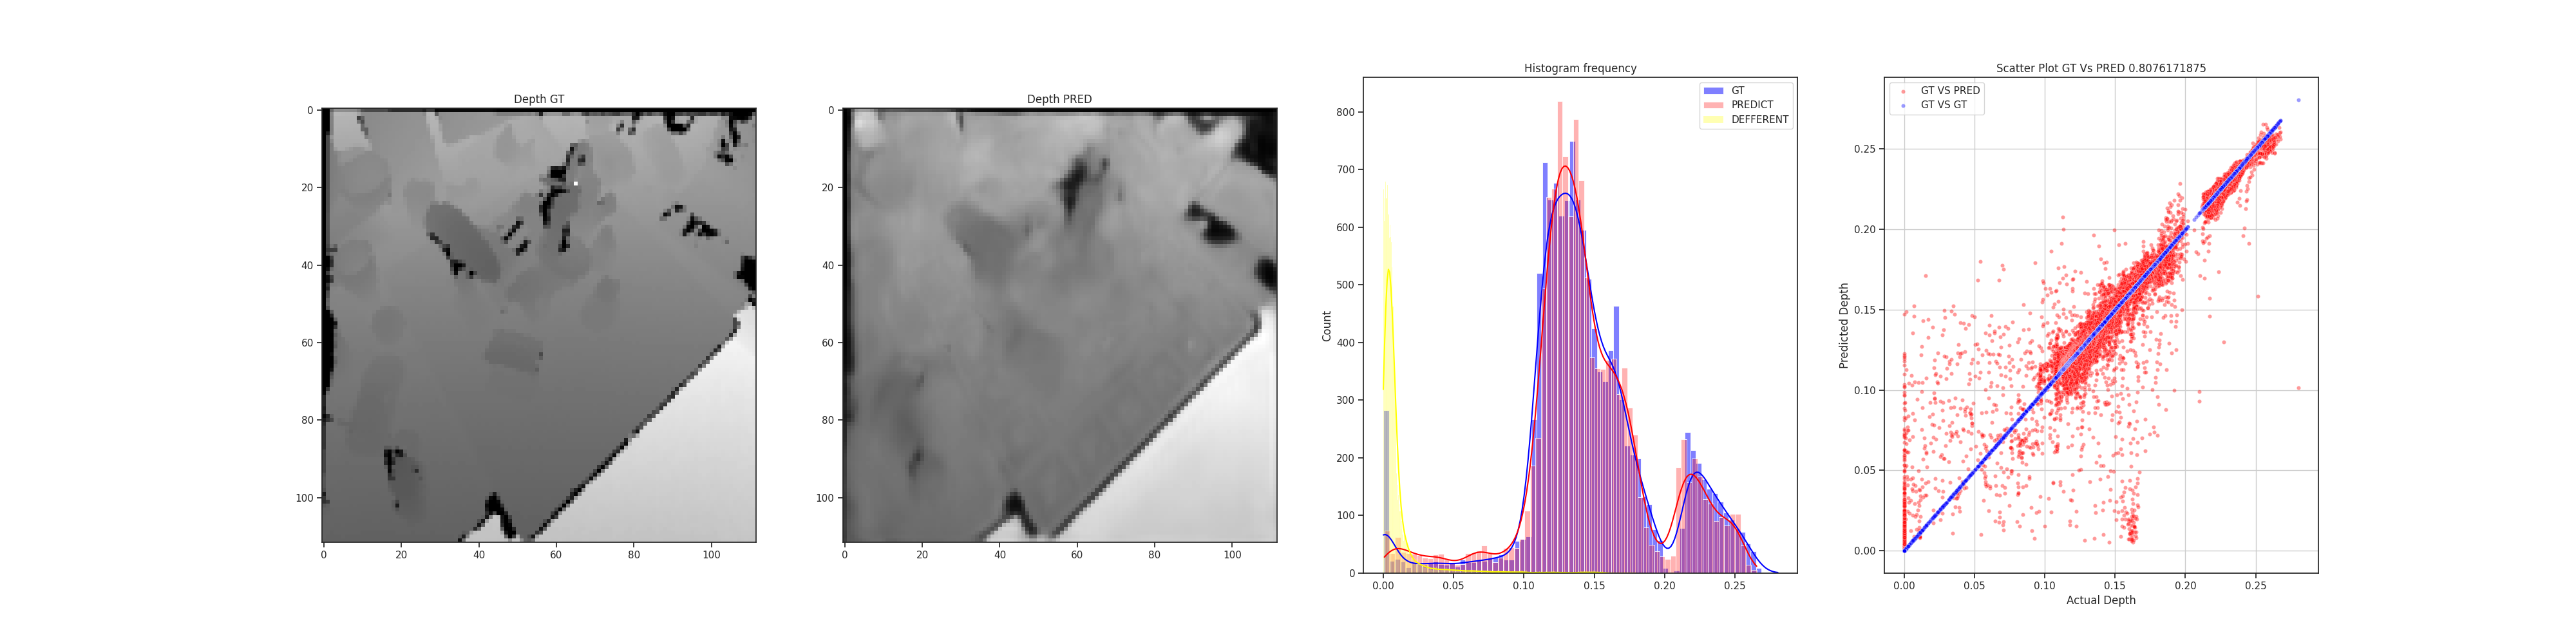 Depth GT
0
20
40
60
80
100
0 20 40 60 80 100
Depth PRED
0
20
40
60
80
100
0 20 40 60 80 100
Histogram frequency
GT
PREDICT
DEFFERENT
Count
800
700
600
500
400
300
200
100
0
0.00 0.05 0.10 0.15 0.20 0.25
Scatter Plot GT Vs PRED 0.8076171875
GT VS PRED
GT VS GT
Predicted Depth
0.25
0.20
0.15
0.10
0.05
0.00
0.00 0.05 0.10 0.15 0.20 0.25
Actual Depth